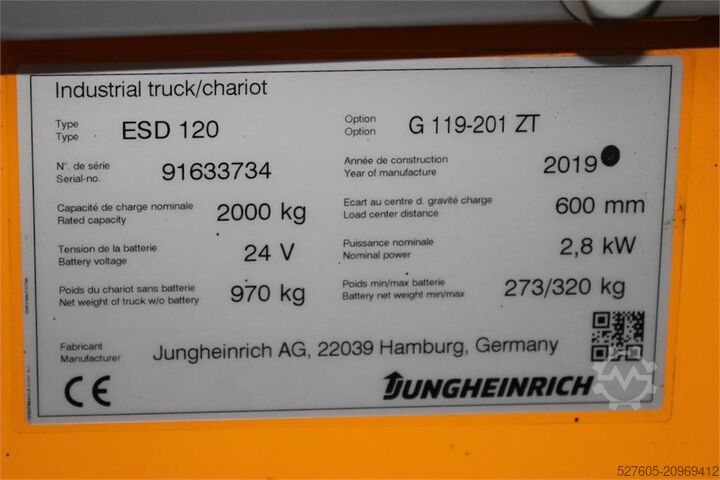 Industrial truck/chariot
Type
Type
ESD 120
Option
Option
G 119-201 ZT
N°. de série
Serial-no.
91633734
Année de construction
Year of manufacture
2019
Capacité de charge nominale
Rated capacity
2000 kg
Ecart au centre d. gravité charge
Load center distance
600 mm
Tension de la batterie
Battery voltage
24 V
Puissance nominale
Nominal power
2,8 kW
Poids du chariot sans batterie
Net weight of truck w/o battery
970 kg
Poids min/max batterie
Battery net weight min/max
273/320 kg
Fabricant
Manufacturer
Jungheinrich AG, 22039 Hamburg, Germany
CE
JUNGHEINRICH
527605-20969412